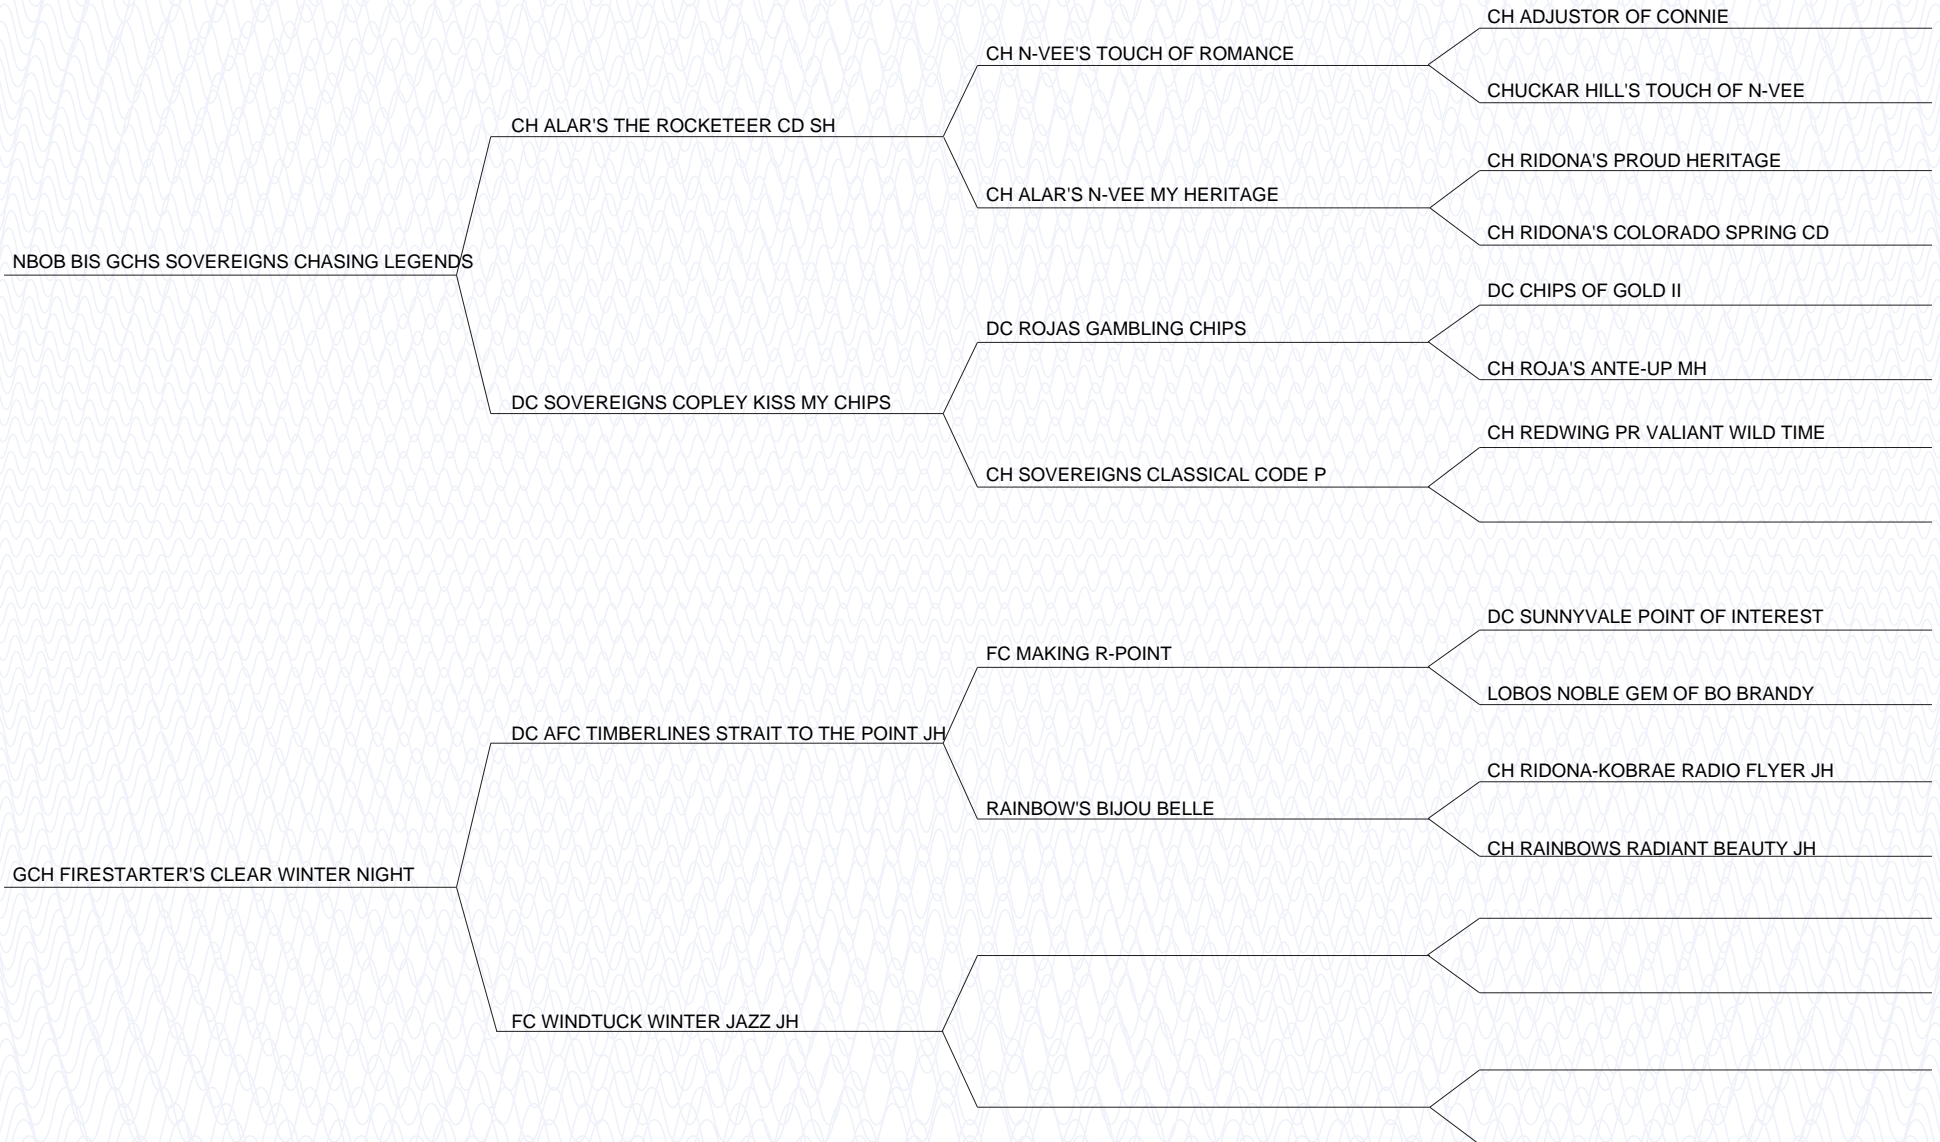 CH ADJUSTOR OF CONNIE
CH N-VEE'S TOUCH OF ROMANCE
CHUCKAR HILL'S TOUCH OF N-VEE
CH ALAR'S THE ROCKETEER CD SH
CH RIDONA'S PROUD HERITAGE
CH ALAR'S N-VEE MY HERITAGE
CH RIDONA'S COLORADO SPRING CD
NBOB BIS GCHS SOVEREIGNS CHASING LEGENDS
DC CHIPS OF GOLD II
DC ROJAS GAMBLING CHIPS
CH ROJA'S ANTE-UP MH
DC SOVEREIGNS COPLEY KISS MY CHIPS
CH REDWING PR VALIANT WILD TIME
CH SOVEREIGNS CLASSICAL CODE P
DC SUNNYVALE POINT OF INTEREST
FC MAKING R-POINT
LOBOS NOBLE GEM OF BO BRANDY
DC AFC TIMBERLINES STRAIT TO THE POINT JH
CH RIDONA-KOBRAE RADIO FLYER JH
RAINBOW'S BIJOU BELLE
CH RAINBOWS RADIANT BEAUTY JH
GCH FIRESTARTER'S CLEAR WINTER NIGHT
FC WINDTUCK WINTER JAZZ JH